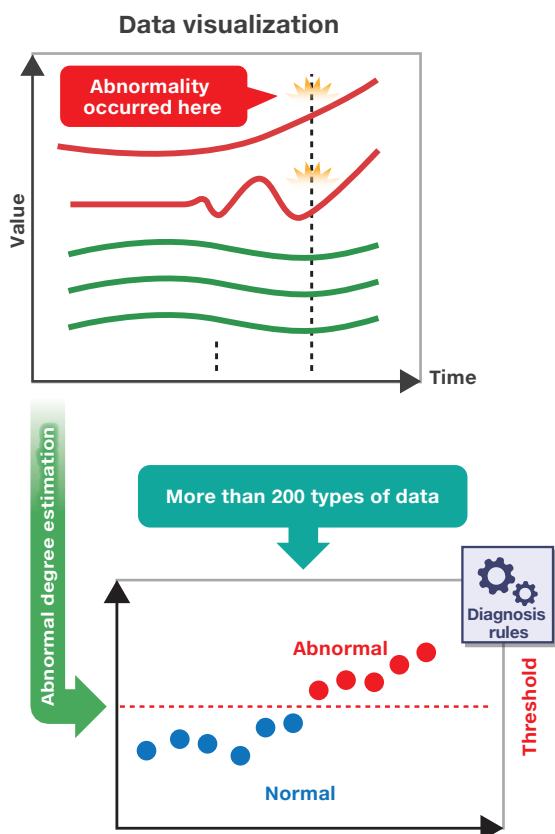 Data visualization
Abnormality
occurred here
Value
Time
Abnormal degree estimation
More than 200 types of data
Diagnosis
rules
Abnormal
Threshold
Normal